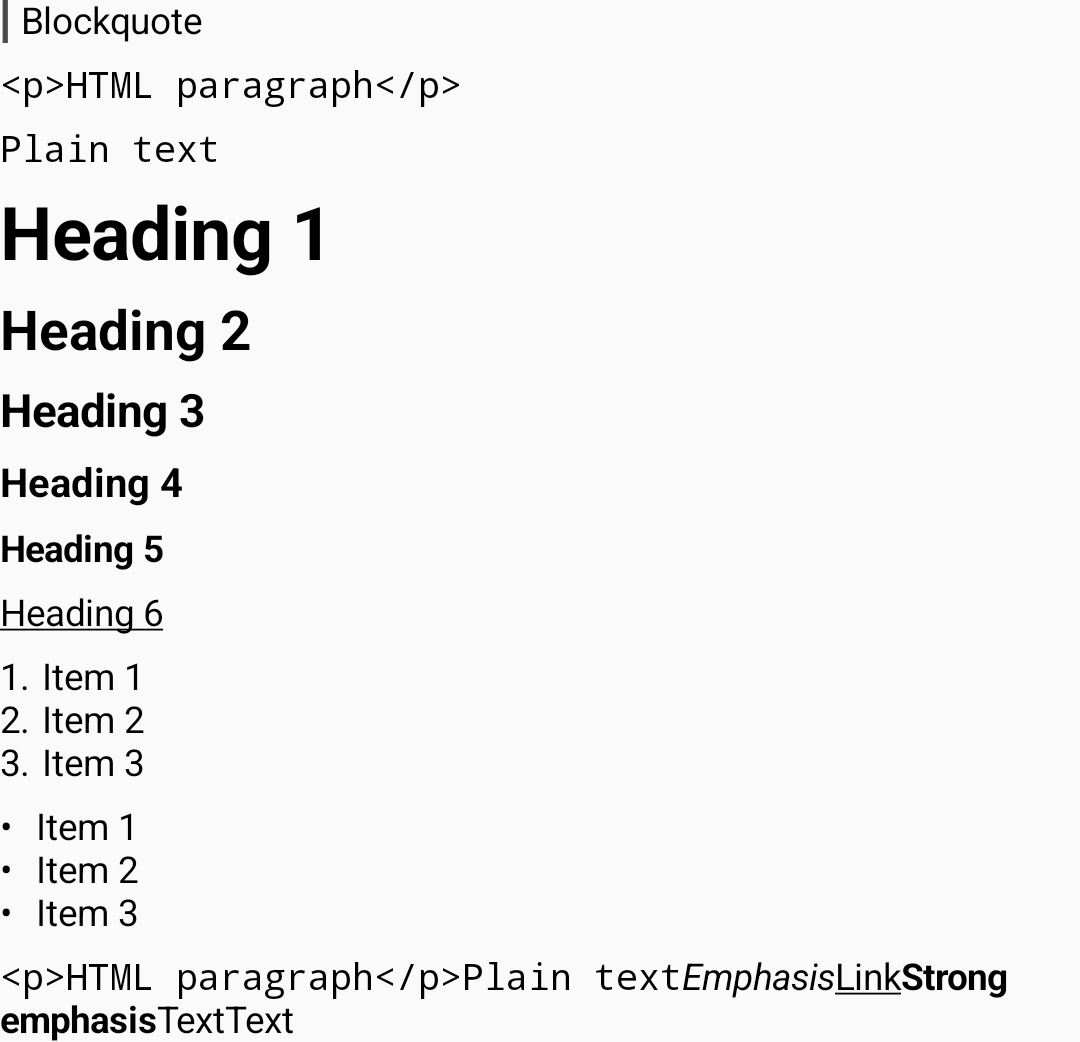 Blockquote
<p>HTML paragraph</p>
Plain text
Heading 1
Heading 2
Heading 3
Heading 4
Heading 5
Heading 6
1. Item 1
2. Item 2
3. Item 3
• Item 1
• Item 2
• Item 3
<p>HTML paragraph</p>Plain textEmphasisLinkStrong
emphasisTextText